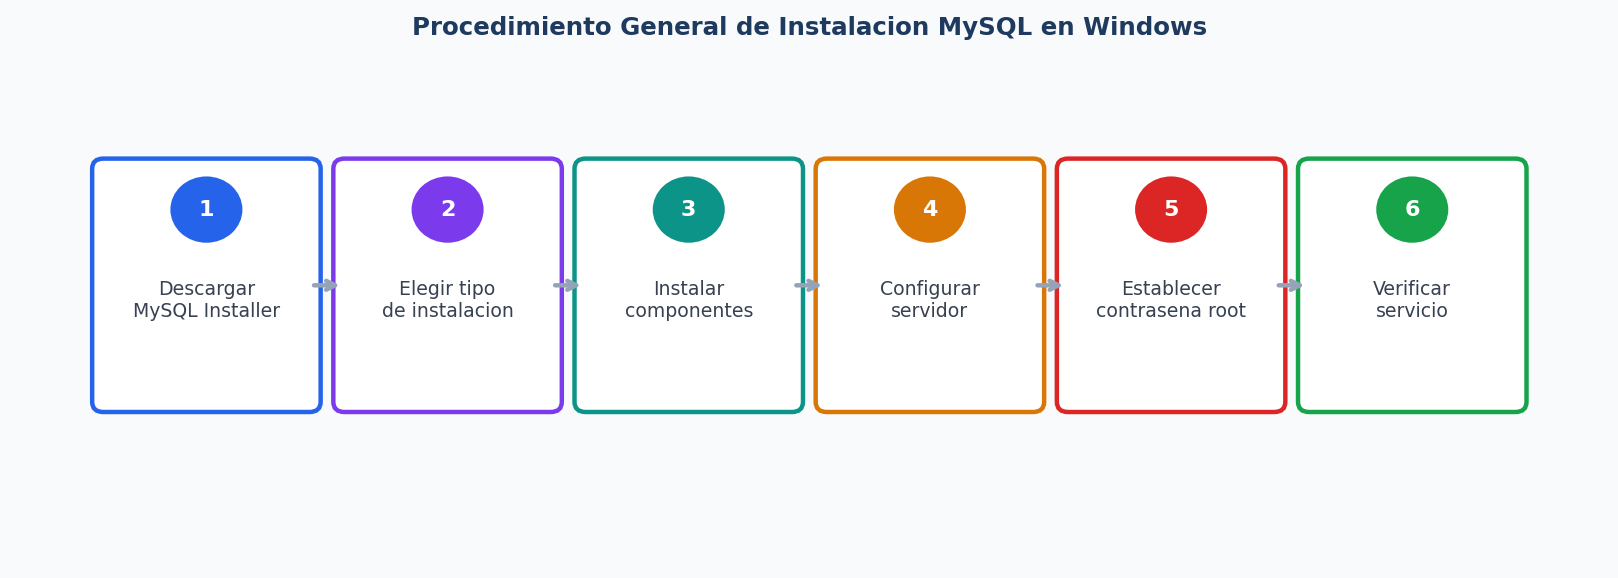 Procedimiento General de Instalacion MySQL en Windows
1
Descargar
MySQL Installer
2
Elegir tipo
de instalacion
3
Instalar
componentes
4
Configurar
servidor
5
Establecer
contrasena root
6
Verificar
servicio